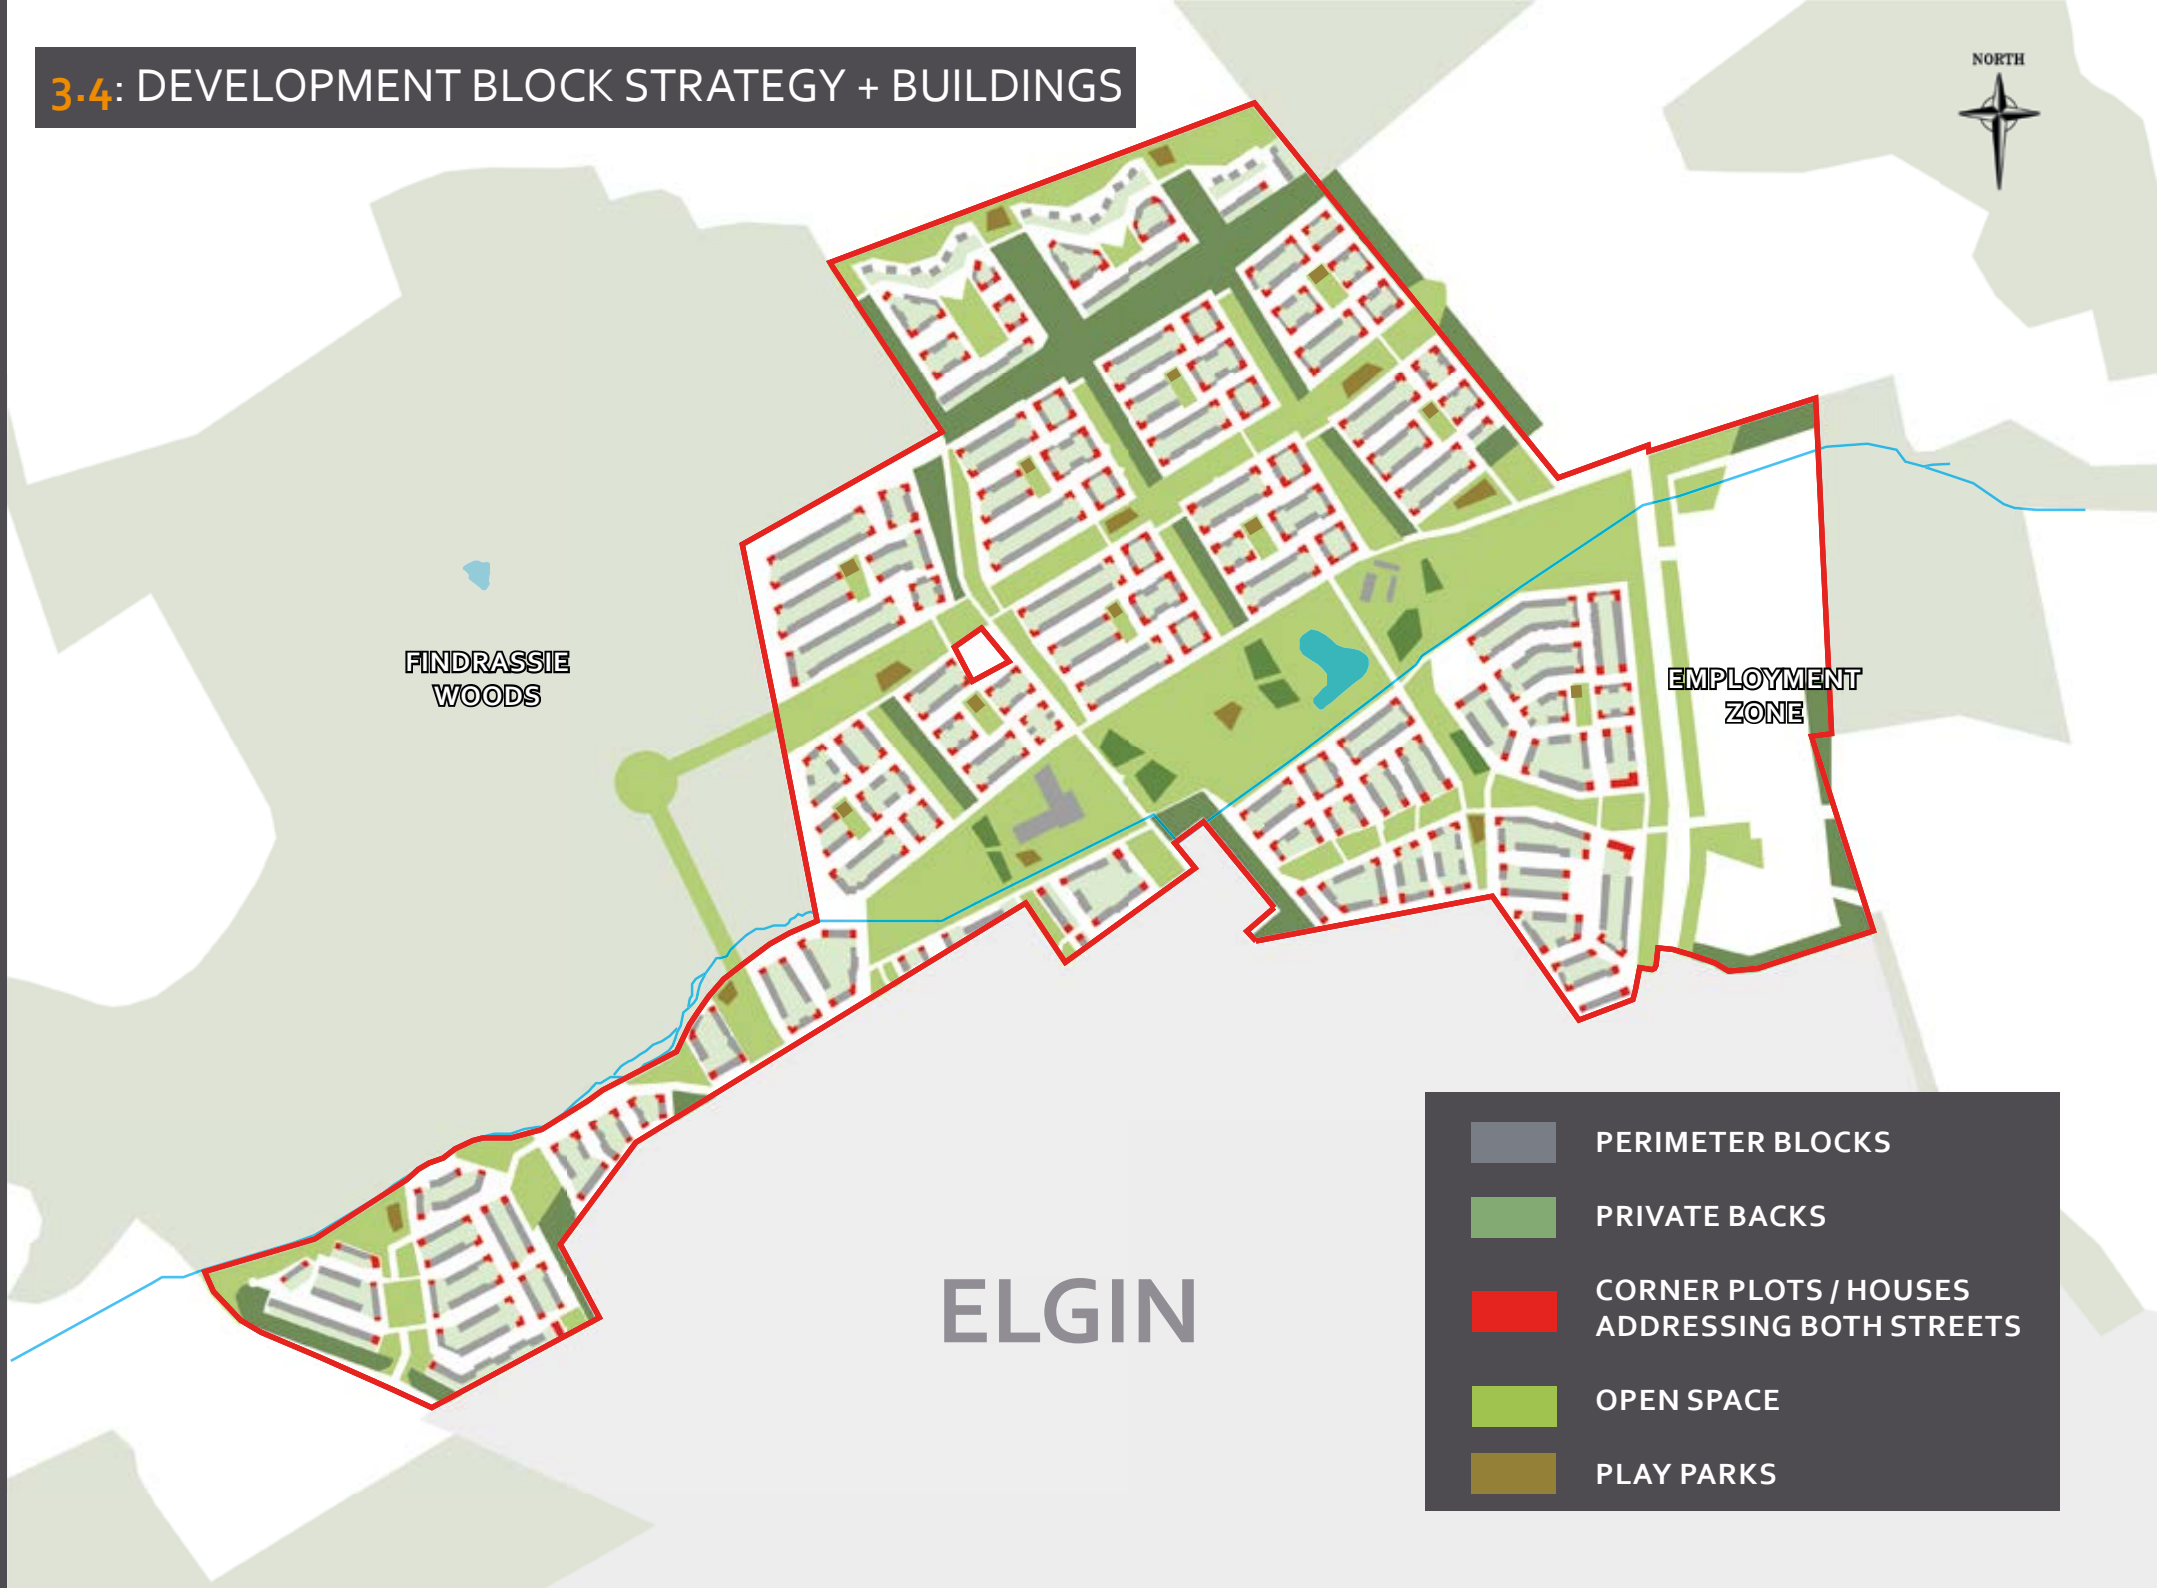 3.4: DEVELOPMENT BLOCK STRATEGY + BUILDINGS
NORTH
FINDRASSIE
WOODS
EMPLOYMENT
ZONE
ELGIN
PERIMETER BLOCKS
PRIVATE BACKS
CORNER PLOTS / HOUSES
ADDRESSING BOTH STREETS
OPEN SPACE
PLAY PARKS